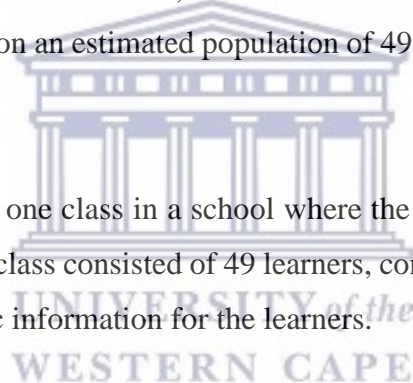 on an estimated population of 49
one class in a school where the
class consisted of 49 learners, con
UNIVERSITY of the
information for the learners.
WESTERN CAPE